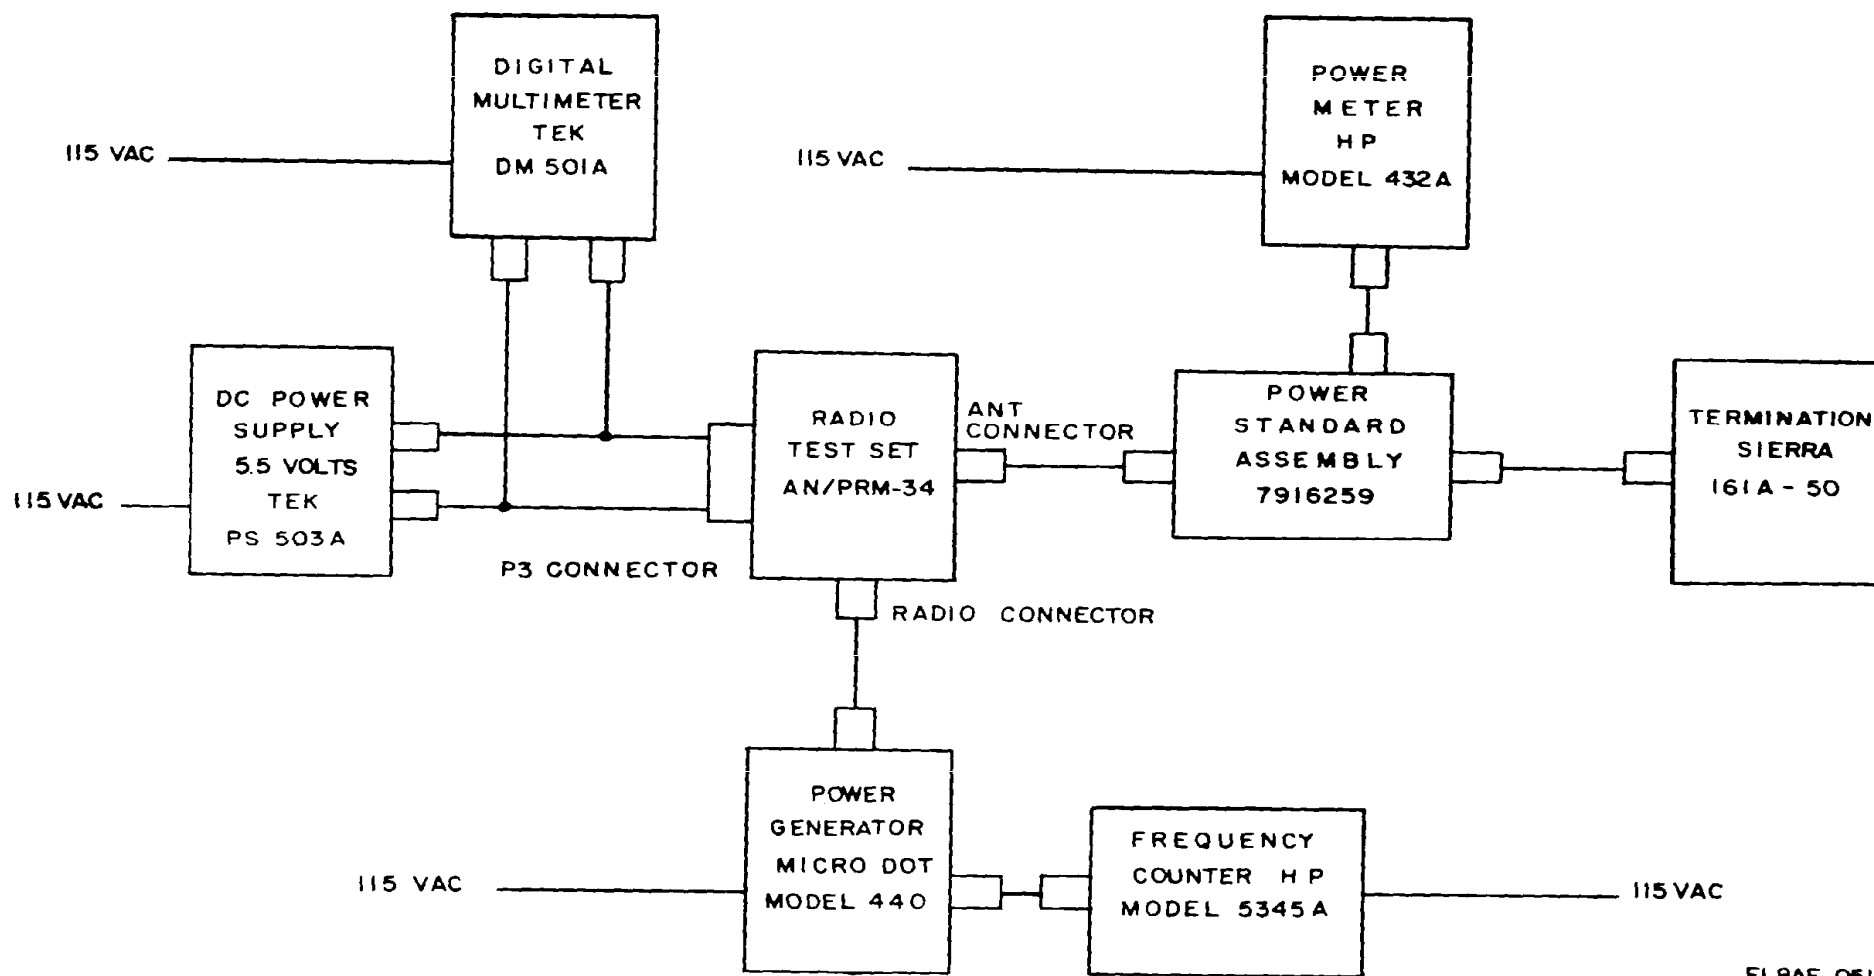 DIGITAL
MULTIMETER
TEK
DM 501A
115 VAC
POWER
METER
HP
MODEL 432A
115 VAC
DC POWER
SUPPLY
5.5 VOLTS
TEK
PS 503A
115 VAC
RADIO
TEST SET
AN/PRM-34
ANT
CONNECTOR
POWER
STANDARD
ASSEMBLY
7916259
TERMINATION
SIERRA
161A-50
P3 CONNECTOR
RADIO CONNECTOR
POWER
GENERATOR
MICRO DOT
MODEL 440
115 VAC
FREQUENCY
COUNTER HP
MODEL 5345A
115 VAC